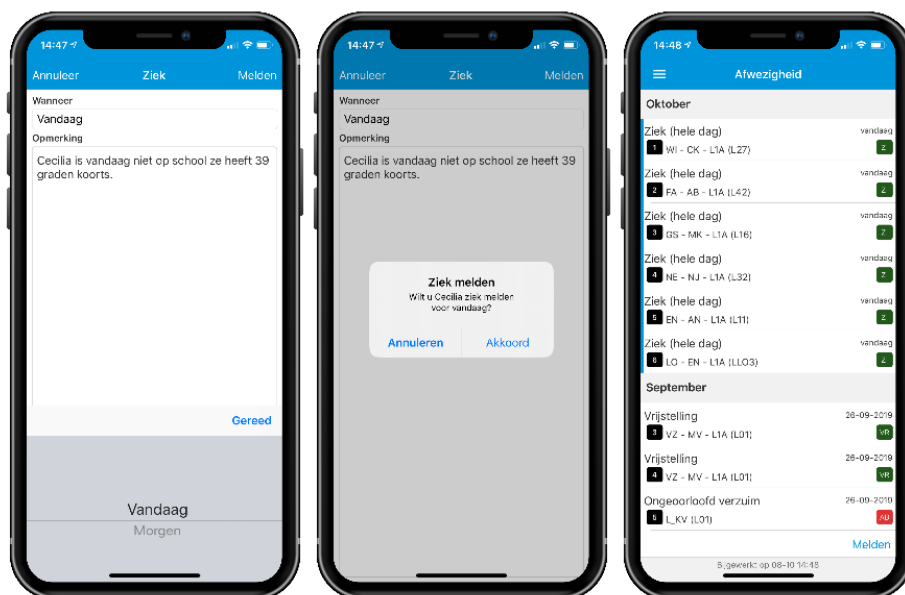 14:47
Annuleer Ziek Melden
Wanneer
Vandaag
Opmerking
Cecilia is vandaag niet op school ze heeft 39
graden koorts.
Gereed
Vandaag
Morgen
14:47
Annuleer Ziek Melden
Wanneer
Vandaag
Opmerking
Cecilia is vandaag niet op school ze heeft 39
graden koorts.
Ziek melden
Wilt u Cecilia ziek melden
voor vandaag?
Annuleren Akkoord
14:48
Afwezigheid
Oktober
Ziek (hele dag) vandaag
1 WI - CK - L1A (L27) Z
Ziek (hele dag) vandaag
2 FA - AB - L1A (L42) Z
Ziek (hele dag) vandaag
3 GS - MK - L1A (L16) Z
Ziek (hele dag) vandaag
4 NE - NJ - L1A (L32) Z
Ziek (hele dag) vandaag
5 EN - AN - L1A (L11) Z
Ziek (hele dag) vandaag
6 LO - EN - L1A (LLO3) Z
September
Vrijstelling 26-09-2019
3 VZ - MV - L1A (L01) VR
Vrijstelling 26-09-2019
4 VZ - MV - L1A (L01) VR
Ongeoorloofd verzuim 26-09-2019
5 L_KV (L01) AB
Melden
Bijgewerkt op 08-10 14:48